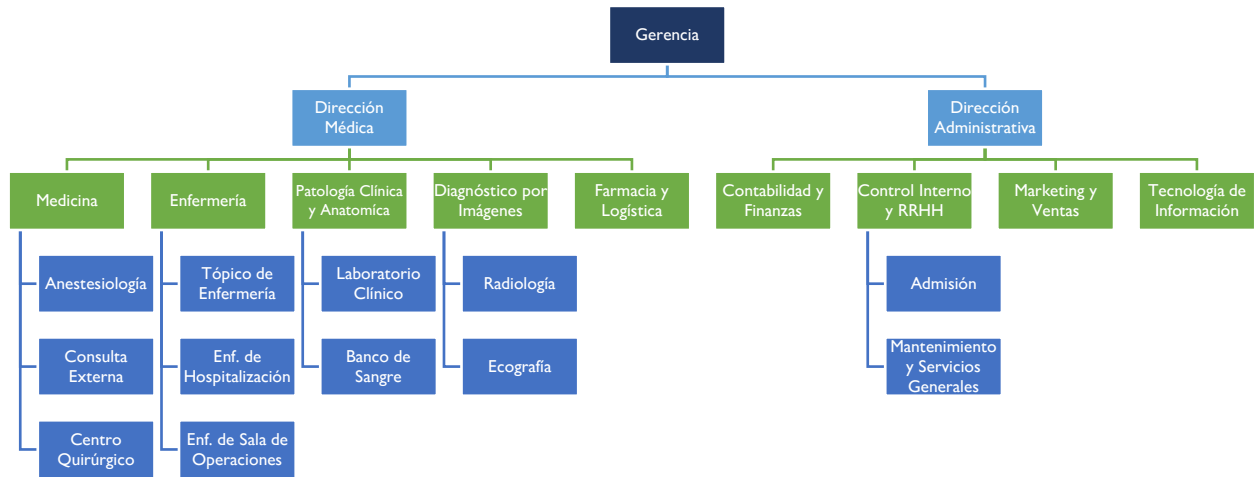 Gerencia
Dirección
Médica
Dirección
Administrativa
Medicina
Enfermería
Patología Clínica
y Anatomíca
Diagnóstico por
Imágenes
Farmacia y
Logística
Contabilidad y
Finanzas
Control Interno
y RRHH
Marketing y
Ventas
Tecnología de
Información
Anestesiología
Tópico de
Enfermería
Laboratorio
Clínico
Radiología
Admisión
Consulta
Externa
Enf. de
Hospitalización
Banco de
Sangre
Ecografía
Mantenimiento
y Servicios
Generales
Centro
Quirúrgico
Enf. de Sala de
Operaciones